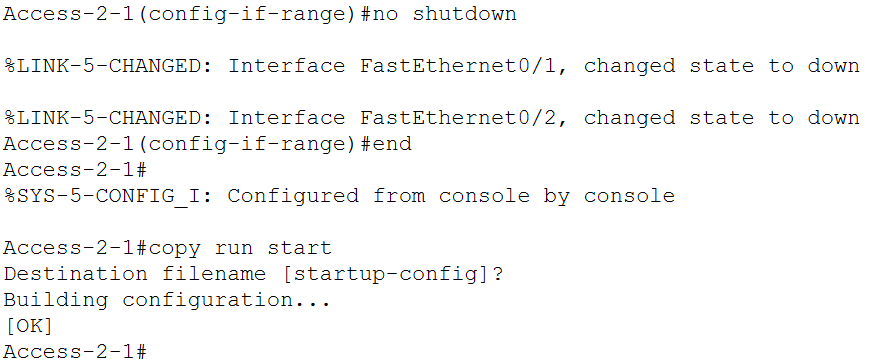 Access-2-1(config-if-range)#no shutdown
%LINK-5-CHANGED: Interface FastEthernet0/1, changed state to down
%LINK-5-CHANGED: Interface FastEthernet0/2, changed state to down
Access-2-1(config-if-range)#end
Access-2-1#
%SYS-5-CONFIG_I: Configured from console by console
Access-2-1#copy run start
Destination filename [startup-config]?
Building configuration...
[OK]
Access-2-1#